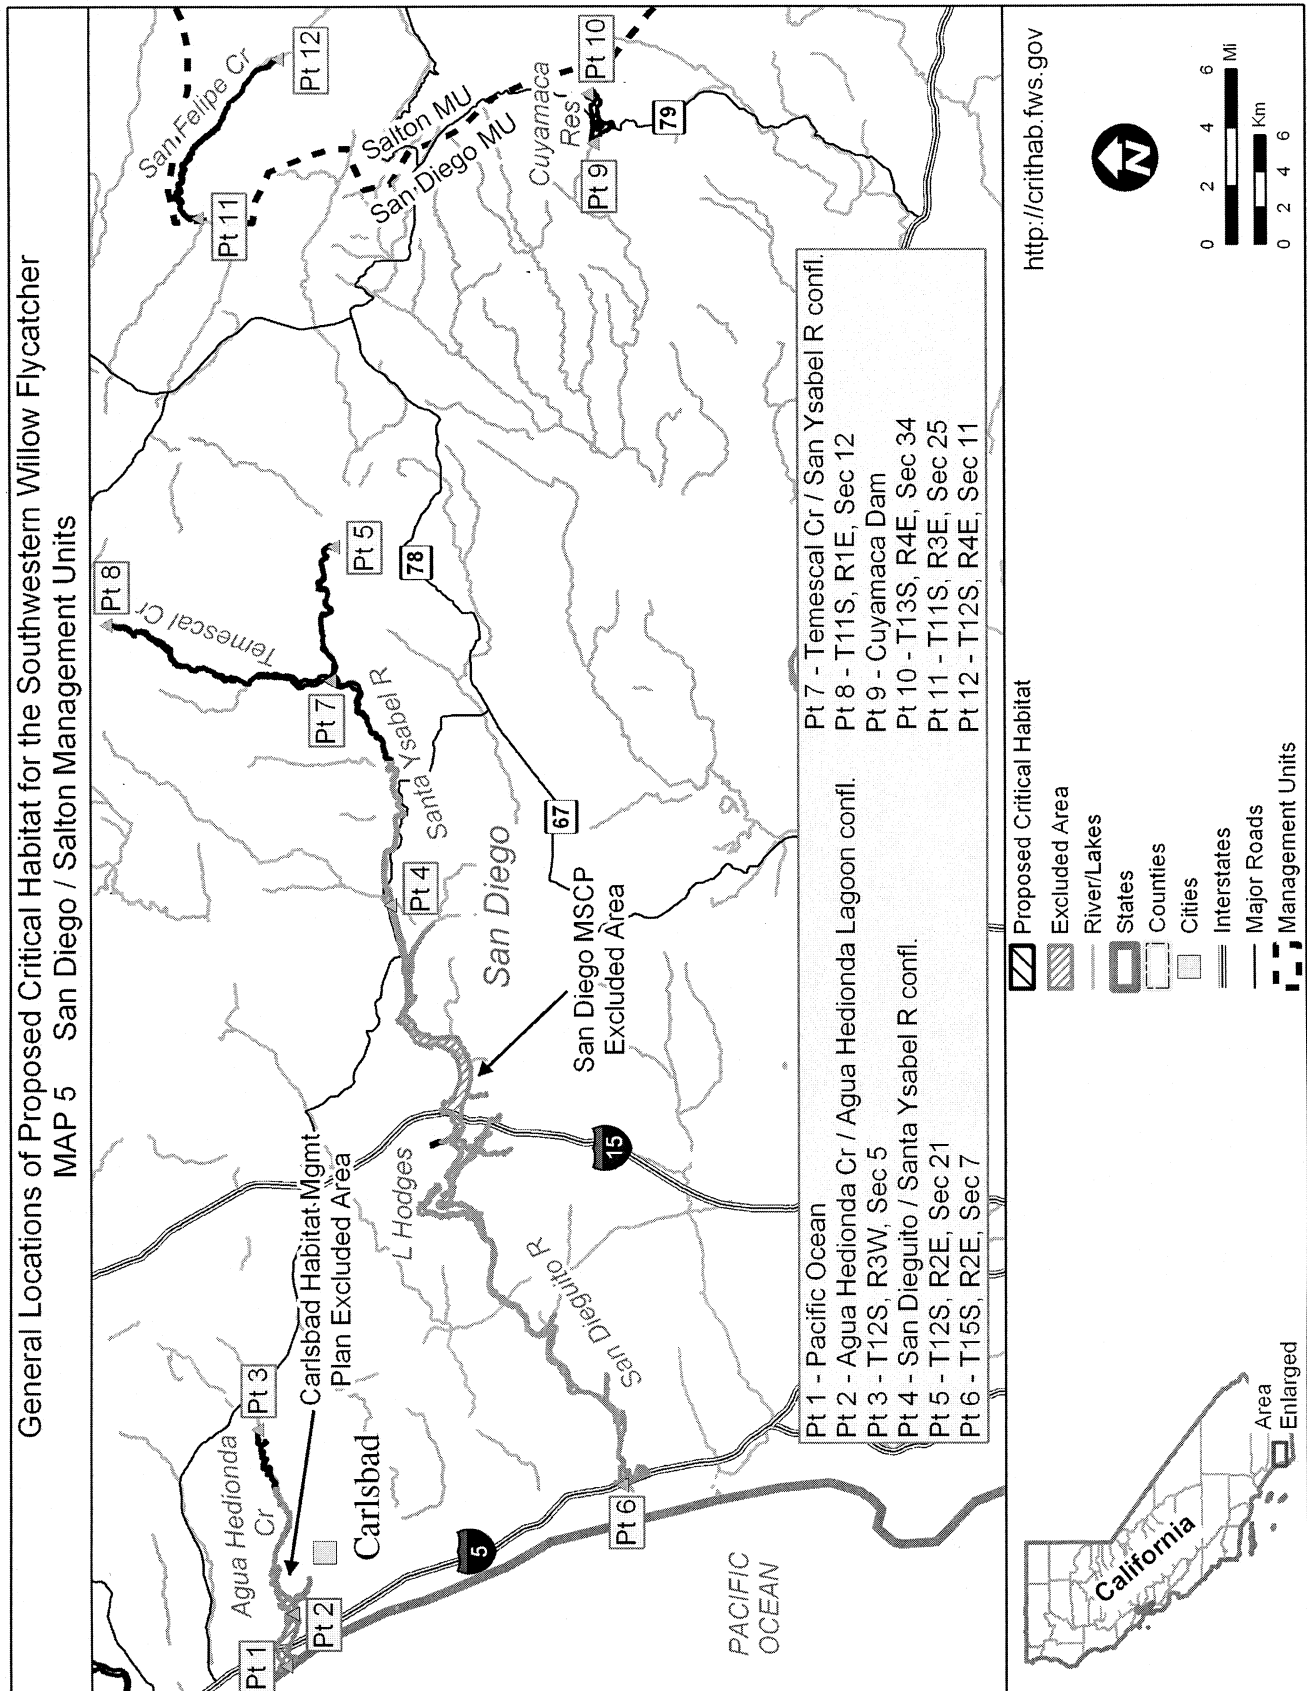 General Locations of Proposed Critical Habitat for the Southwestern Willow Flycatcher
MAP 5 San Diego / Salton Management Units
Pt 8
Temescal Cr
Pt 5
Pt 7
Santa Ysabel R
78
San Felipe Cr
Pt 12
Pt 11
Salton MU
San Diego MU
Cuyamaca
Res
Pt 10
Pt 9
79
Pt 4
San Diego
67
San Diego MSCP
Excluded Area
Carlsbad Habitat Mgmt
Plan Excluded Area
L Hodges
15
San Dieguito R
Pt 3
Agua Hedionda
Cr
Carlsbad
Pt 1
Pt 2
5
Pt 6
PACIFIC
OCEAN
Pt 1 - Pacific Ocean
Pt 2 - Agua Hedionda Cr / Agua Hedionda Lagoon confl.
Pt 3 - T12S, R3W, Sec 5
Pt 4 - San Dieguito / Santa Ysabel R confl.
Pt 5 - T12S, R2E, Sec 21
Pt 6 - T15S, R2E, Sec 7
Pt 7 - Temescal Cr / San Ysabel R confl.
Pt 8 - T11S, R1E, Sec 12
Pt 9 - Cuyamaca Dam
Pt 10 - T13S, R4E, Sec 34
Pt 11 - T11S, R3E, Sec 25
Pt 12 - T12S, R4E, Sec 11
California
Area
Enlarged
Proposed Critical Habitat
Excluded Area
River/Lakes
States
Counties
Cities
Interstates
Major Roads
Management Units
http://crithab.fws.gov
N
0 2 4 6 Mi
0 2 4 6 Km